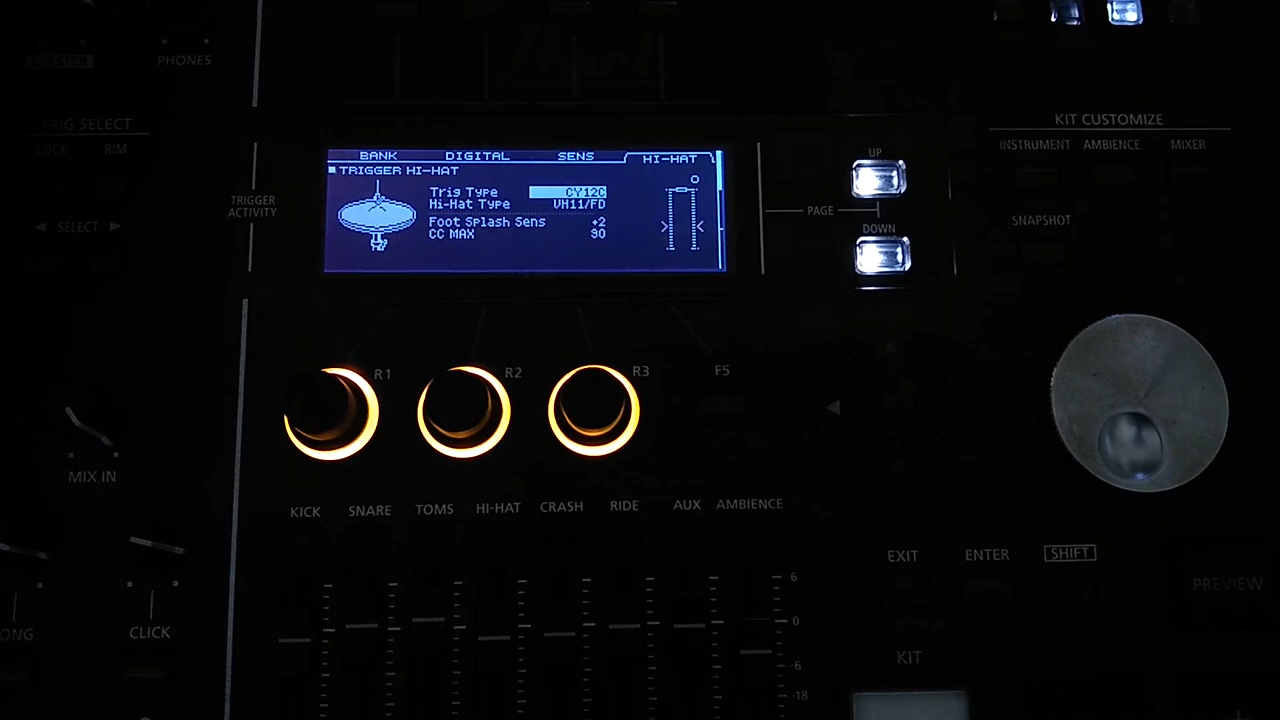 MASTER
PHONES
TRIG SELECT
LOCK RIM
SELECT
TRIGGER
ACTIVITY
BANK DIGITAL SENS HI-HAT
TRIGGER HI-HAT
Trig Type CY12C
Hi-Hat Type VH11/FD
Foot Splash Sens +2
CC MAX 90
UP
PAGE
DOWN
KIT CUSTOMIZE
INSTRUMENT AMBIENCE MIXER
SNAPSHOT
R1 R2 R3 F5
MIX IN
KICK SNARE TOMS HI-HAT CRASH RIDE AUX AMBIENCE
6
0
-6
-18
ONG
CLICK
EXIT ENTER SHIFT
PREVIEW
KIT